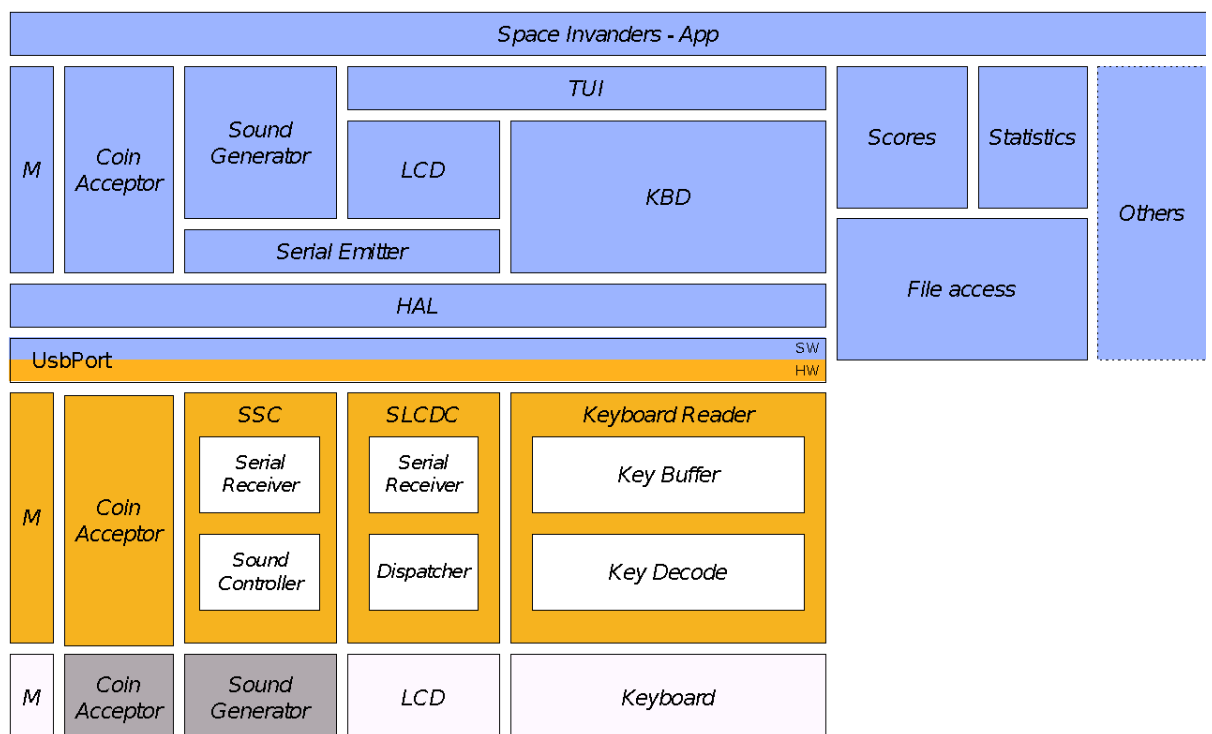 Space Invanders - App
M
Coin
Acceptor
Sound
Generator
TUI
LCD
KBD
Serial Emitter
Scores
Statistics
Others
File access
HAL
UsbPort
SW
HW
M
Coin
Acceptor
SSC
Serial
Receiver
Sound
Controller
SLCDC
Serial
Receiver
Dispatcher
Keyboard Reader
Key Buffer
Key Decode
M
Coin
Acceptor
Sound
Generator
LCD
Keyboard